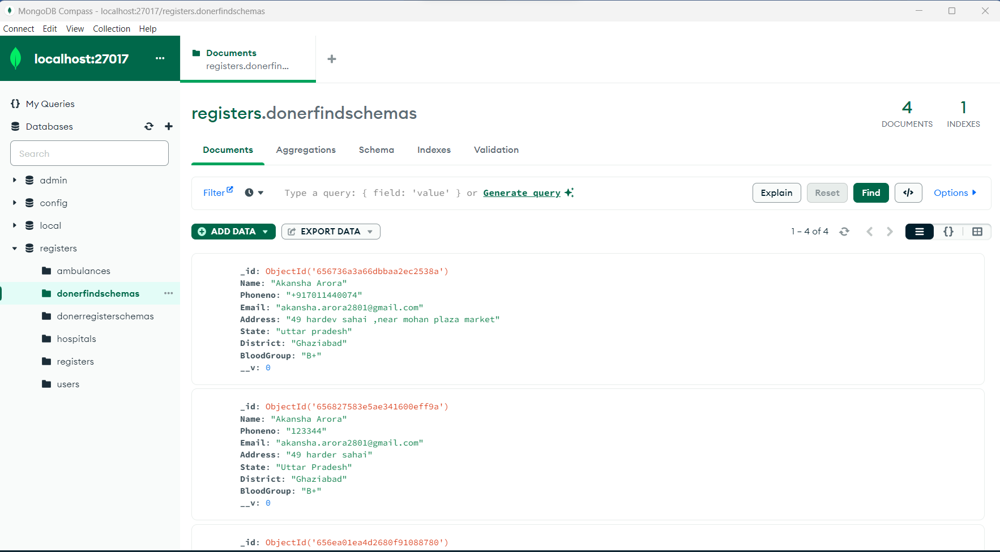 MongoDB Compass - localhost:27017/registers.donerfindschemas
Connect Edit View Collection Help
localhost:27017 ···
Documents
registers.donerfin...
{} My Queries
Databases
Search
admin
config
local
registers
ambulances
donerfindschemas ···
donerregisterschemas
hospitals
registers
users
registers.donerfindschemas
4
DOCUMENTS
1
INDEXES
Documents Aggregations Schema Indexes Validation
Filter Type a query: { field: 'value' } or Generate query Explain Reset Find </> Options
ADD DATA EXPORT DATA 1 – 4 of 4 {}
_id: ObjectId('656736a3a66dbbaa2ec2538a')
Name: "Akansha Arora"
Phoneno: "+917011440074"
Email: "akansha.arora2801@gmail.com"
Address: "49 hardev sahai ,near mohan plaza market"
State: "uttar pradesh"
District: "Ghaziabad"
BloodGroup: "B+"
__v: 0
_id: ObjectId('656827583e5ae341600eff9a')
Name: "Akansha Arora"
Phoneno: "123344"
Email: "akansha.arora2801@gmail.com"
Address: "49 harder sahai"
State: "Uttar Pradesh"
District: "Ghaziabad"
BloodGroup: "B+"
__v: 0
_id: ObjectId('656ea01ea4d2680f91088780')